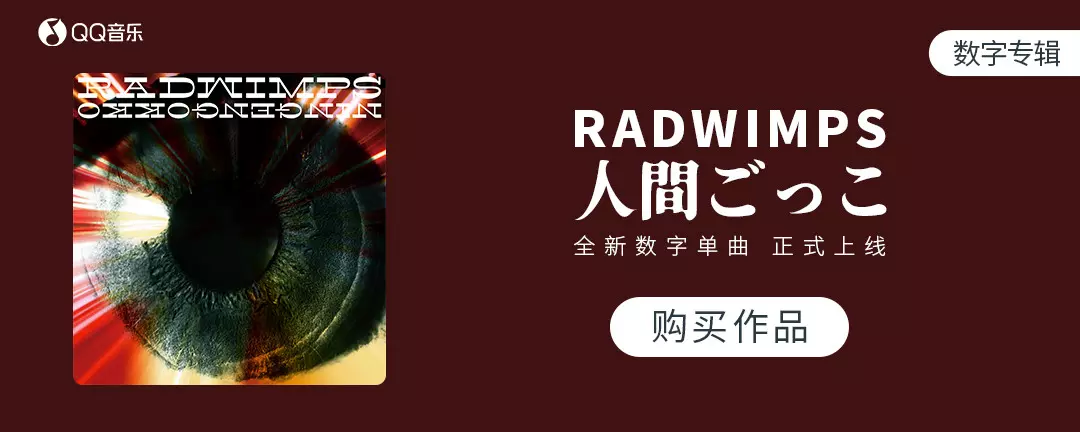 QQ音乐
数字专辑
RADWIMPS
NINGENGOKKO
RADWIMPS
人間ごっこ
全新数字单曲 正式上线
购买作品